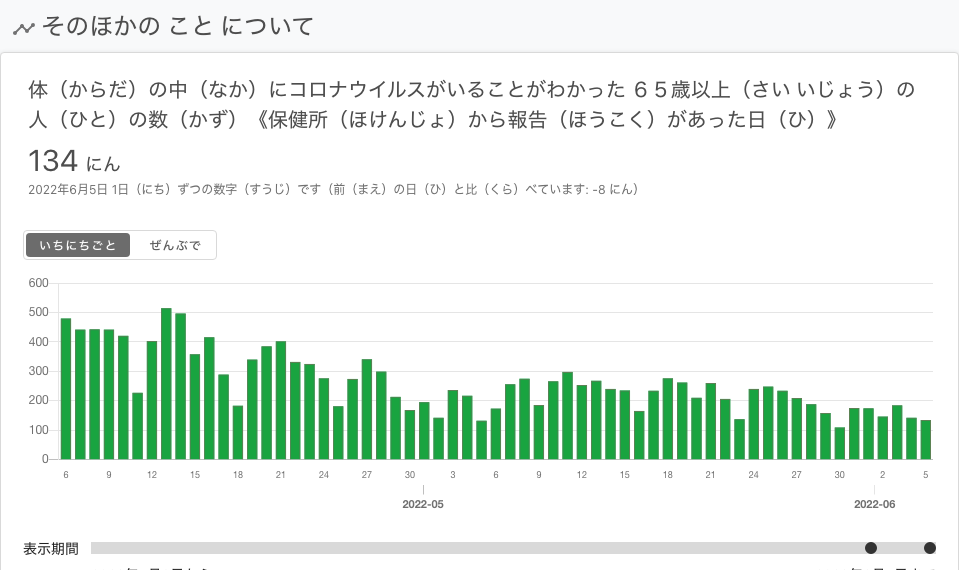 そのほかの こと について
体（からだ）の中（なか）にコロナウイルスがいることがわかった ６５歳以上（さい いじょう）の
人（ひと）の数（かず）《保健所（ほけんじょ）から報告（ほうこく）があった日（ひ）》
134 にん
2022年6月5日 1日（にち）ずつの数字（すうじ）です（前（まえ）の日（ひ）と比（くら）べています: -8 にん）
いちにちごと ぜんぶで
600
500
400
300
200
100
0
6 9 12 15 18 21 24 27 30 3 6 9 12 15 18 21 24 27 30 2 5
2022-05 2022-06
表示期間